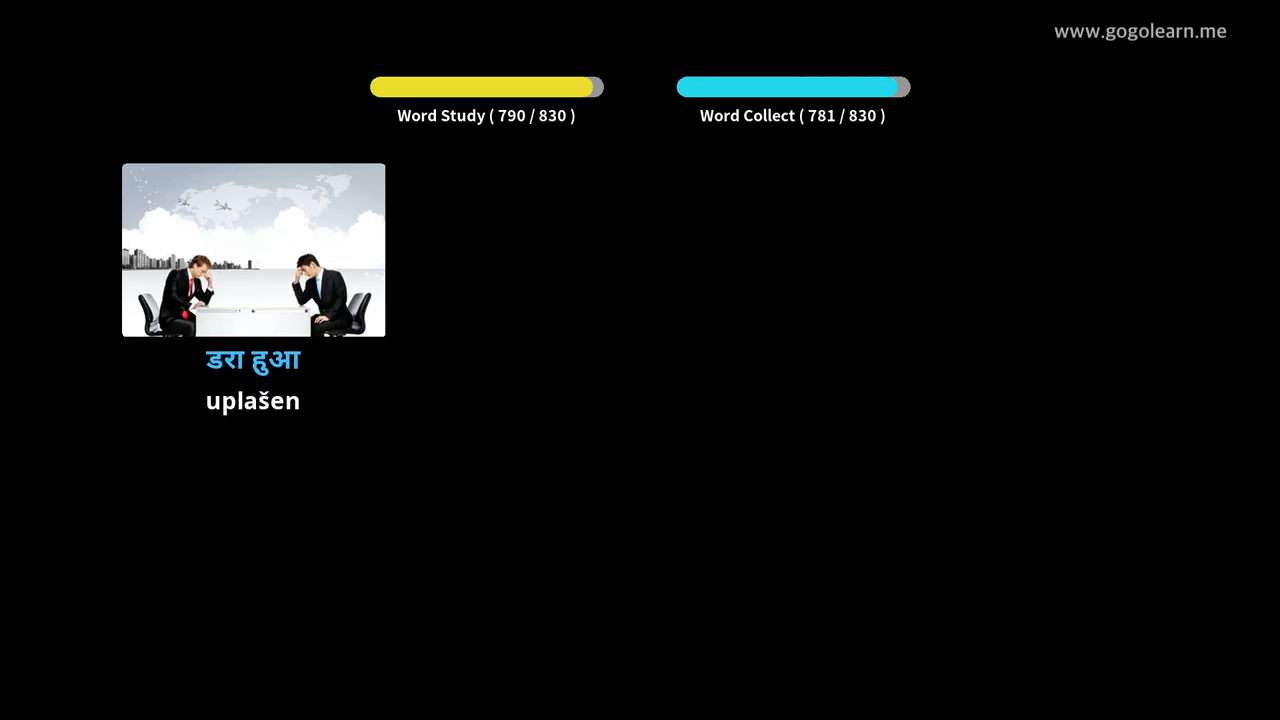 www.gogolearn.me
Word Study ( 790 / 830 )
Word Collect ( 781 / 830 )
डरा हुआ
uplašen